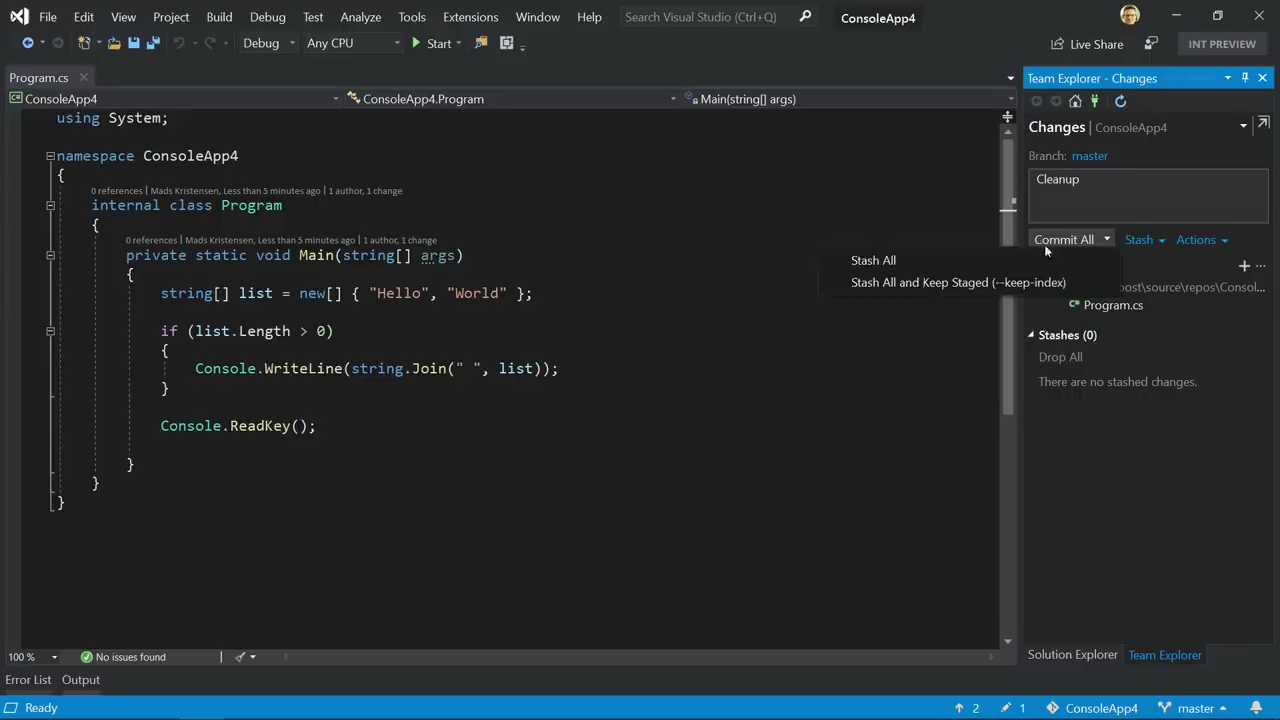 File Edit View Project Build Debug Test Analyze Tools Extensions Window Help Search Visual Studio (Ctrl+Q) ConsoleApp4
Debug Any CPU Start Live Share INT PREVIEW
Program.cs
ConsoleApp4 ConsoleApp4.Program Main(string[] args)
using System;
namespace ConsoleApp4
{
0 references | Mads Kristensen, Less than 5 minutes ago | 1 author, 1 change
internal class Program
{
0 references | Mads Kristensen, Less than 5 minutes ago | 1 author, 1 change
private static void Main(string[] args)
{
string[] list = new[] { "Hello", "World" };
if (list.Length > 0)
{
Console.WriteLine(string.Join(" ", list));
}
Console.ReadKey();
}
}
}
100 % No issues found
Team Explorer - Changes
Changes | ConsoleApp4
Branch: master
Cleanup
Commit All Stash Actions
Stash All
Stash All and Keep Staged (--keep-index)
post\source\repos\Consol...
Program.cs
Stashes (0)
Drop All
There are no stashed changes.
Solution Explorer Team Explorer
Error List Output
Ready 2 1 ConsoleApp4 master